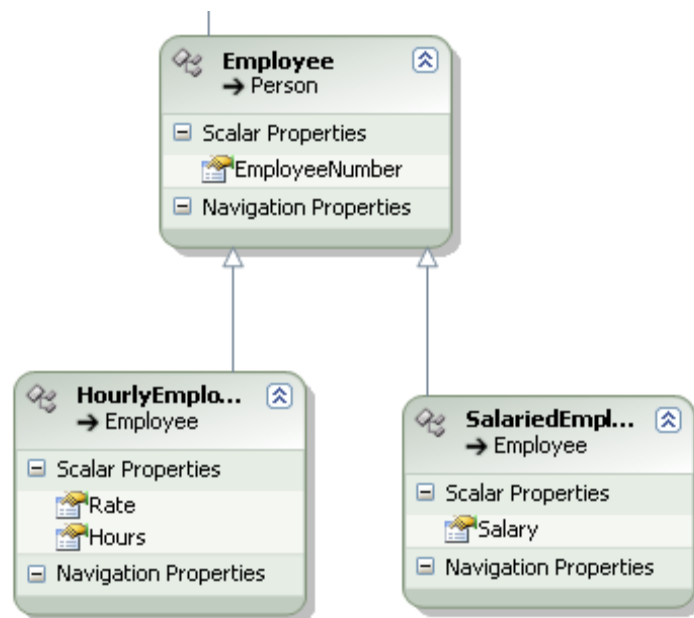 Employee
→ Person
Scalar Properties
EmployeeNumber
Navigation Properties
HourlyEmplo...
→ Employee
Scalar Properties
Rate
Hours
Navigation Properties
SalariedEmpl...
→ Employee
Scalar Properties
Salary
Navigation Properties